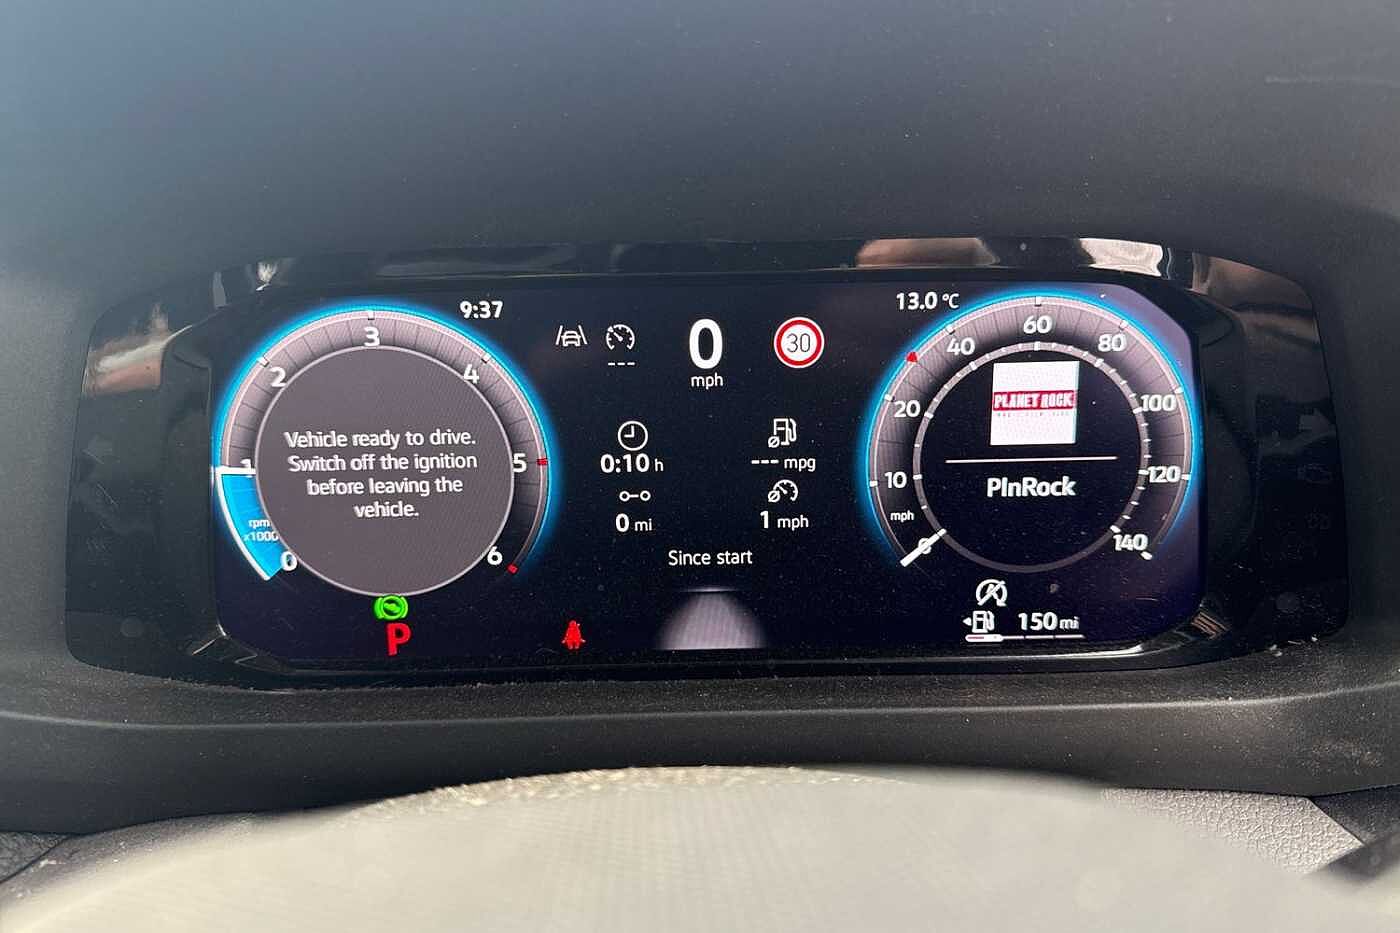 9:37
13.0 °C
0
mph
30
0
1
2
3
4
5
6
rpm
x1000
Vehicle ready to drive.
Switch off the ignition
before leaving the
vehicle.
0:10 h
--- mpg
0 mi
1 mph
Since start
---
0
10
20
40
60
80
100
120
140
mph
PLANET ROCK
PlnRock
150 mi
P